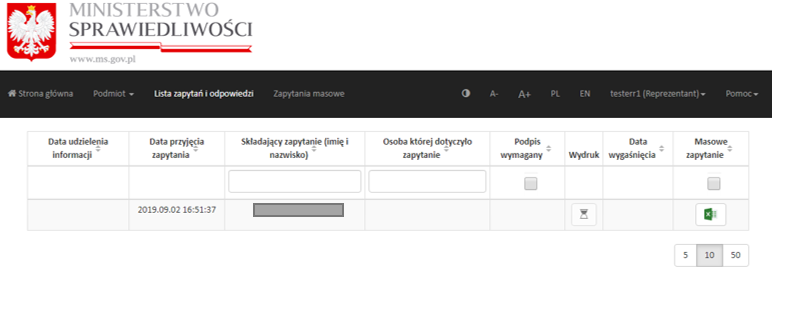 MINISTERSTWO
SPRAWIEDLIWOŚCI
www.ms.gov.pl
Strona główna Podmiot Lista zapytań i odpowiedzi Zapytania masowe A- A+ PL EN testerr1 (Reprezentant) Pomoc
Data udzielenia informacji Data przyjęcia zapytania Składający zapytanie (imię i nazwisko) Osoba której dotyczyło zapytanie Podpis wymagany Wydruk Data wygaśnięcia Masowe zapytanie
2019.09.02 16:51:37
5 10 50